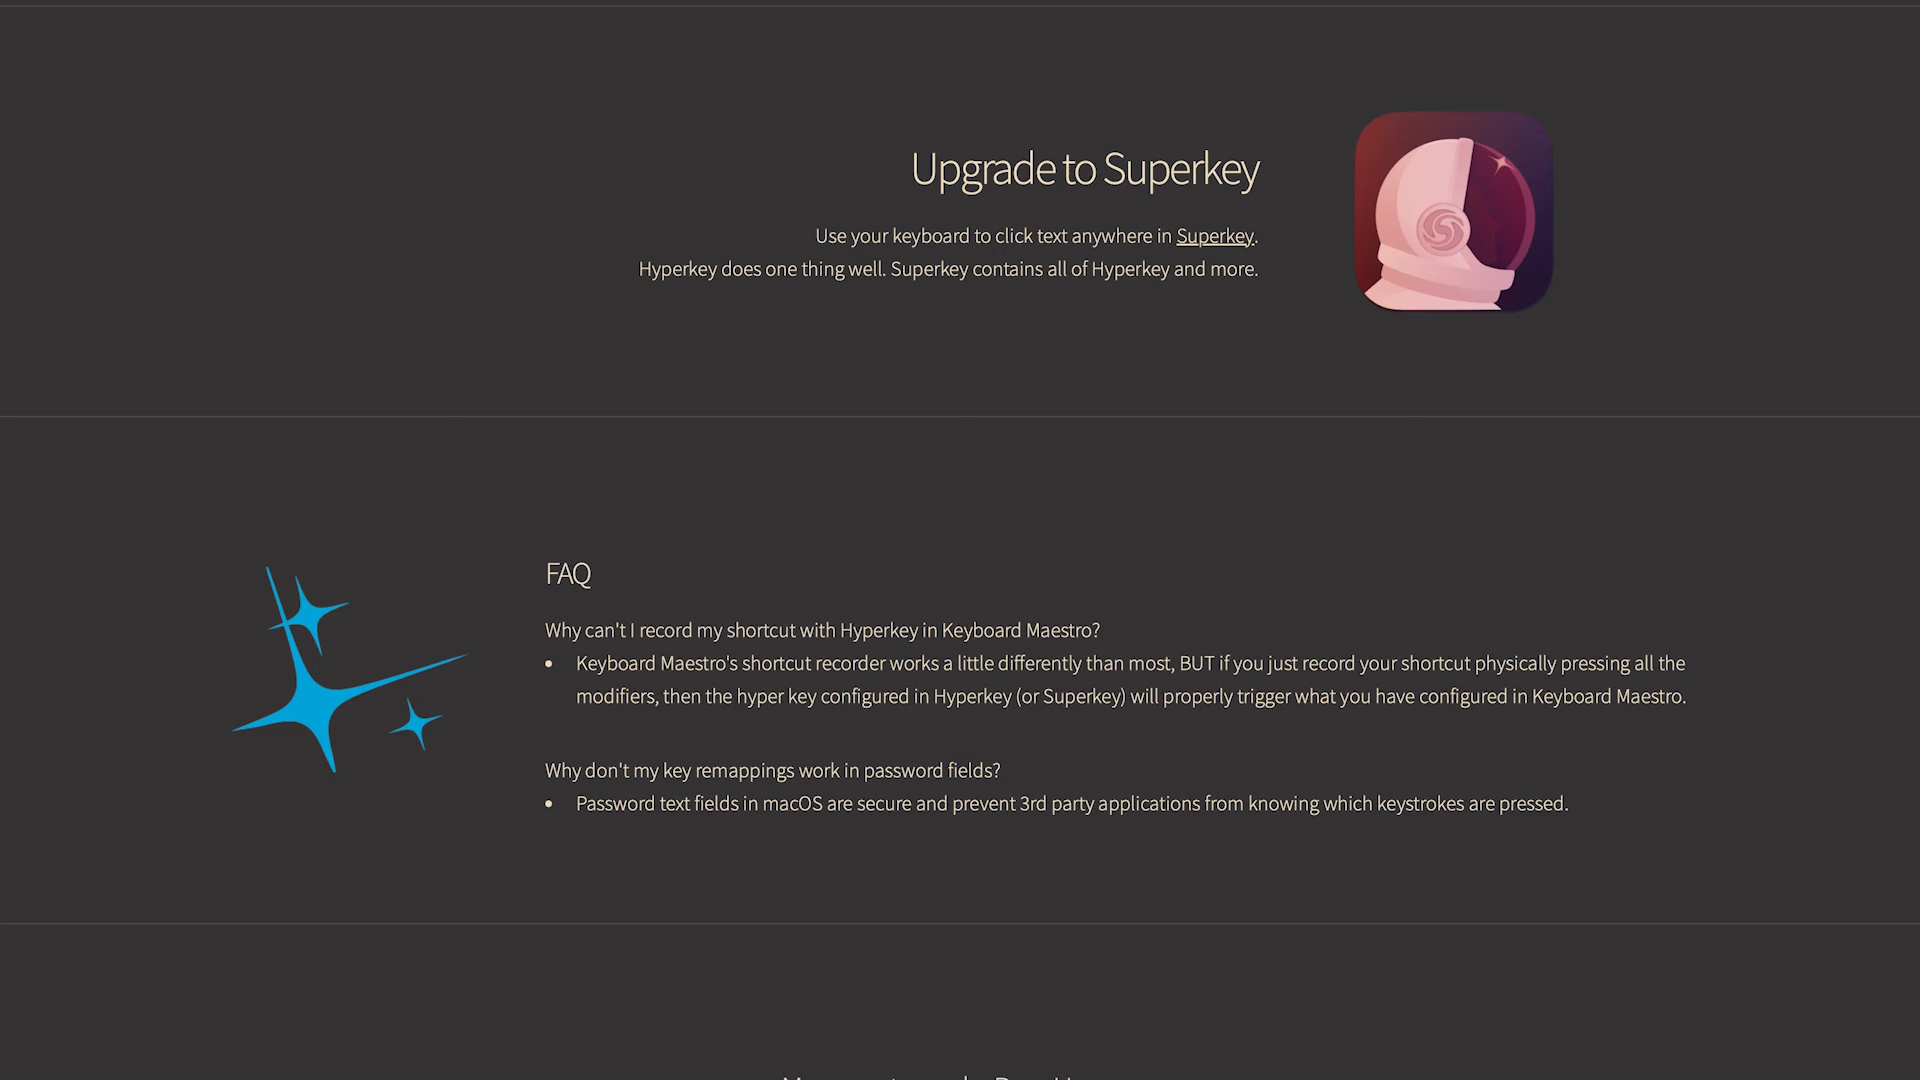 Upgrade to Superkey
Use your keyboard to click text anywhere in Superkey.
Hyperkey does one thing well. Superkey contains all of Hyperkey and more.
FAQ
Why can't I record my shortcut with Hyperkey in Keyboard Maestro?
• Keyboard Maestro's shortcut recorder works a little differently than most, BUT if you just record your shortcut physically pressing all the
modifiers, then the hyper key configured in Hyperkey (or Superkey) will properly trigger what you have configured in Keyboard Maestro.
Why don't my key remappings work in password fields?
• Password text fields in macOS are secure and prevent 3rd party applications from knowing which keystrokes are pressed.